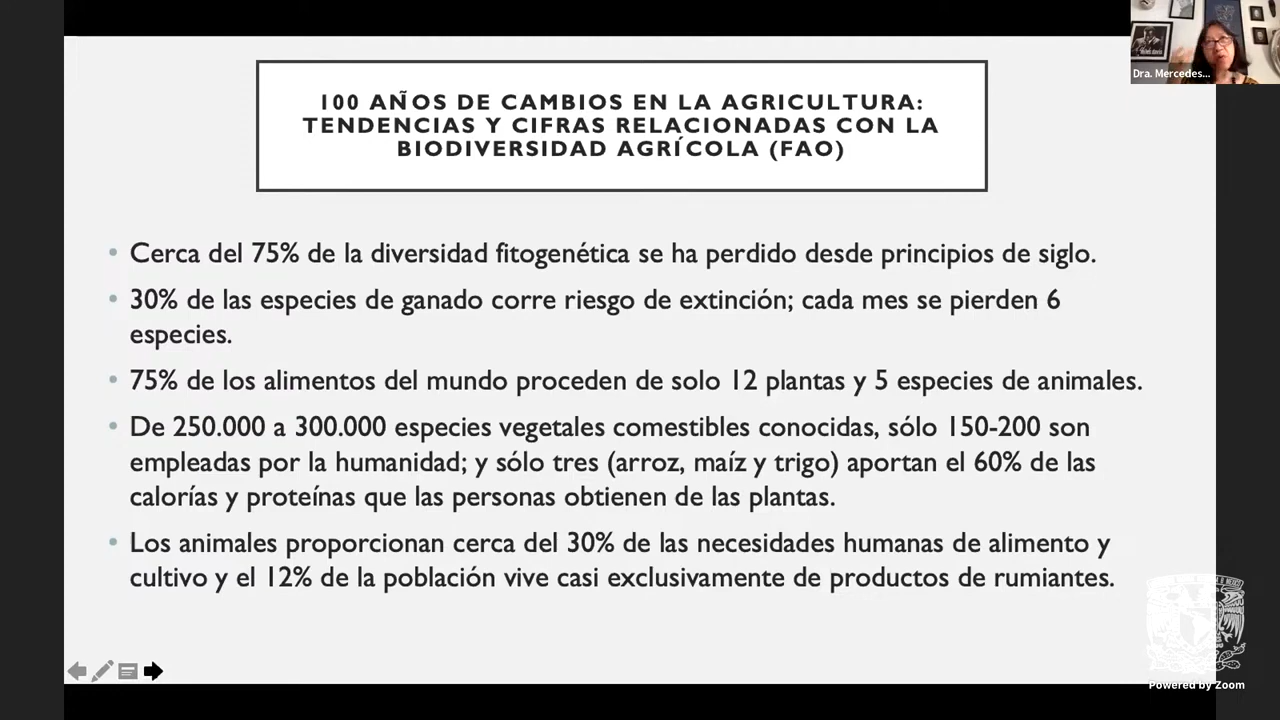 Dra. Mercedes...
100 AÑOS DE CAMBIOS EN LA AGRICULTURA:
TENDENCIAS Y CIFRAS RELACIONADAS CON LA
BIODIVERSIDAD AGRÍCOLA (FAO)
• Cerca del 75% de la diversidad fitogenética se ha perdido desde principios de siglo.
• 30% de las especies de ganado corre riesgo de extinción; cada mes se pierden 6
especies.
• 75% de los alimentos del mundo proceden de solo 12 plantas y 5 especies de animales.
• De 250.000 a 300.000 especies vegetales comestibles conocidas, sólo 150-200 son
empleadas por la humanidad; y sólo tres (arroz, maíz y trigo) aportan el 60% de las
calorías y proteínas que las personas obtienen de las plantas.
• Los animales proporcionan cerca del 30% de las necesidades humanas de alimento y
cultivo y el 12% de la población vive casi exclusivamente de productos de rumiantes.
Powered by Zoom